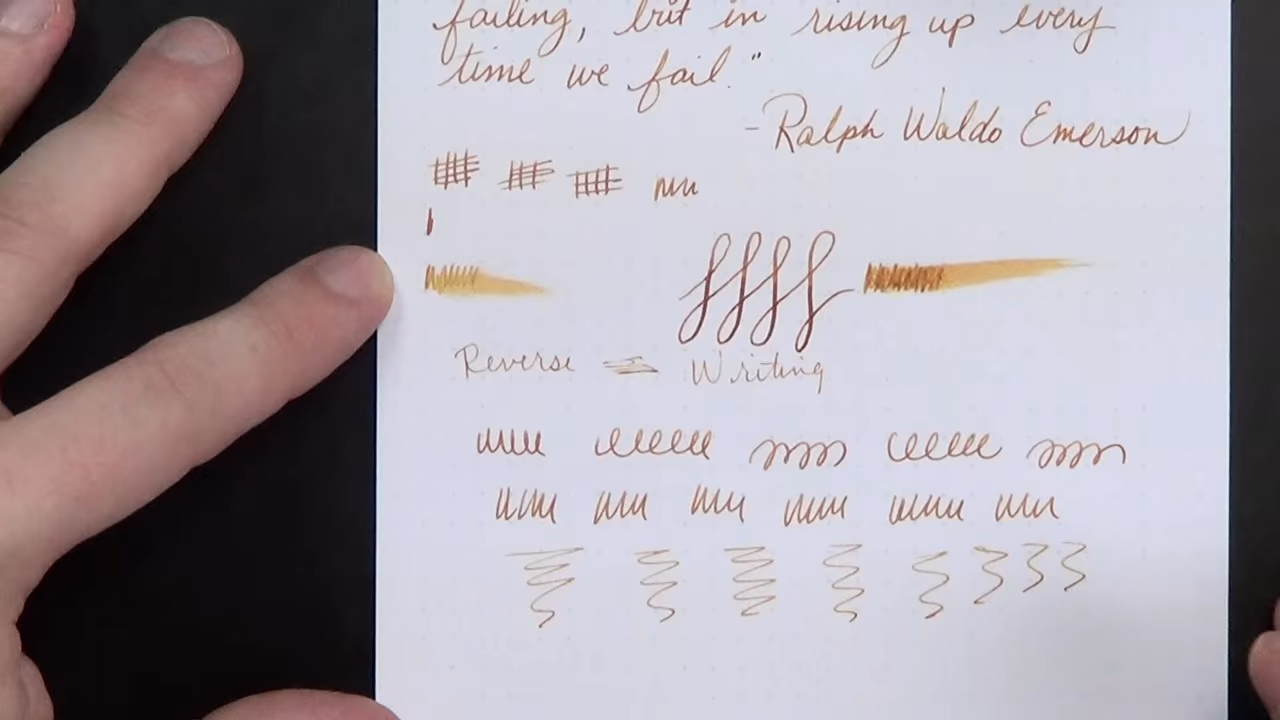 failing, but in rising up every
time we fail."
- Ralph Waldo Emerson
Reverse Writing